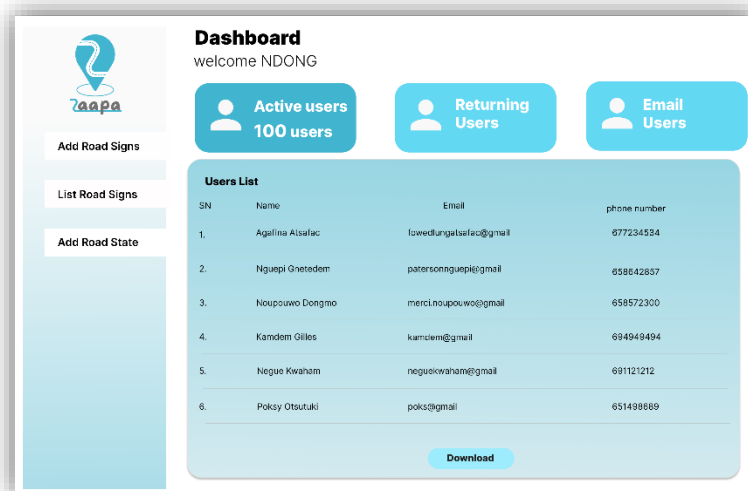 Dashboard
welcome NDONG
zaapa
Add Road Signs
List Road Signs
Add Road State
Active users
100 users
Returning
Users
Email
Users
Users List
SN Name Email phone number
1. Agafina Atsafac fowedlungatsafac@gmail 677234534
2. Nguepi Gnetedem patersonnguepi@gmail 658642857
3. Noupouwo Dongmo merci.noupouwo@gmail 658572300
4. Kamdem Gilles kamdem@gmail 694949494
5. Negue Kwaham neguekwaham@gmail 691121212
6. Poksy Otsutuki poks@gmail 651498689
Download